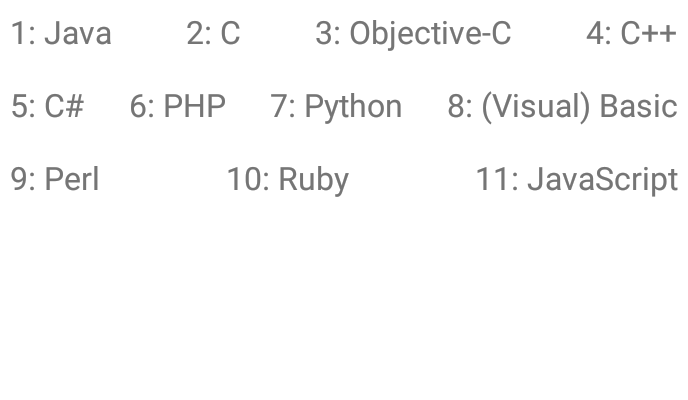 1: Java 2: C 3: Objective-C 4: C++
5: C# 6: PHP 7: Python 8: (Visual) Basic
9: Perl 10: Ruby 11: JavaScript